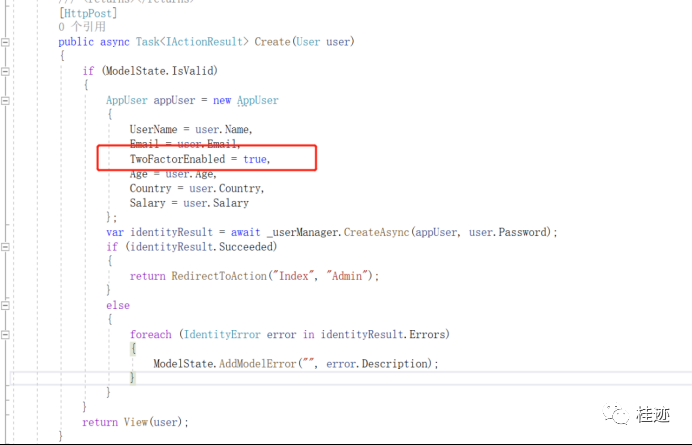 /// <returns></returns>
[HttpPost]
0 个引用
public async Task<IActionResult> Create(User user)
{
if (ModelState.IsValid)
{
AppUser appUser = new AppUser
{
UserName = user.Name,
Email = user.Email,
TwoFactorEnabled = true,
Age = user.Age,
Country = user.Country,
Salary = user.Salary
};
var identityResult = await _userManager.CreateAsync(appUser, user.Password);
if (identityResult.Succeeded)
{
return RedirectToAction("Index", "Admin");
}
else
{
foreach (IdentityError error in identityResult.Errors)
{
ModelState.AddModelError("", error.Description);
}
}
}
return View(user);
}
桂迹